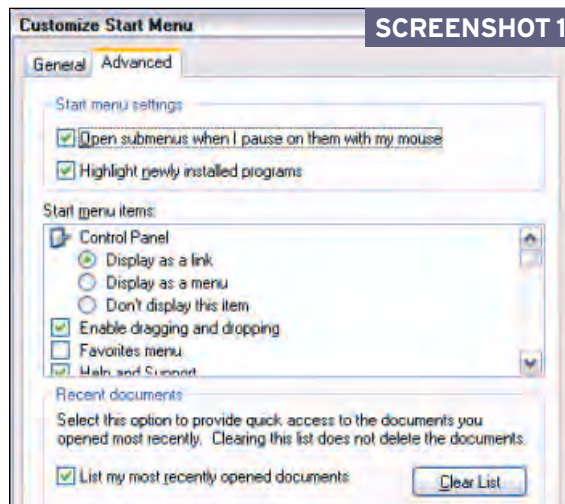 Customize Start Menu
SCREENSHOT 1
General Advanced
Start menu settings
Open submenus when I pause on them with my mouse
Highlight newly installed programs
Start menu items:
Control Panel
Display as a link
Display as a menu
Don't display this item
Enable dragging and dropping
Favorites menu
Help and Support
Recent documents
Select this option to provide quick access to the documents you
opened most recently. Clearing this list does not delete the documents.
List my most recently opened documents
Clear List